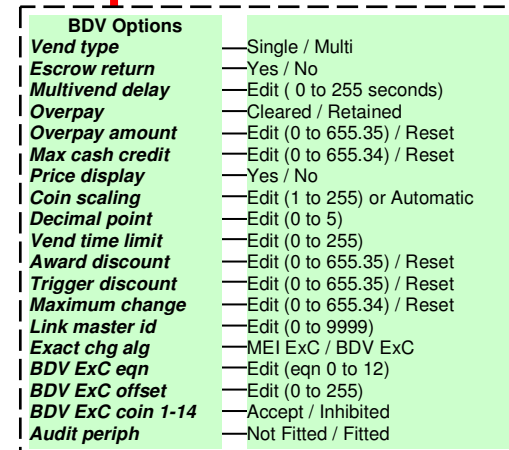 BDV Options
Vend type Single / Multi
Escrow return Yes / No
Multivend delay Edit ( 0 to 255 seconds)
Overpay Cleared / Retained
Overpay amount Edit (0 to 655.35) / Reset
Max cash credit Edit (0 to 655.34) / Reset
Price display Yes / No
Coin scaling Edit (1 to 255) or Automatic
Decimal point Edit (0 to 5)
Vend time limit Edit (0 to 255)
Award discount Edit (0 to 655.35) / Reset
Trigger discount Edit (0 to 655.35) / Reset
Maximum change Edit (0 to 655.34) / Reset
Link master id Edit (0 to 9999)
Exact chg alg MEI ExC / BDV ExC
BDV ExC eqn Edit (eqn 0 to 12)
BDV ExC offset Edit (0 to 255)
BDV ExC coin 1-14 Accept / Inhibited
Audit periph Not Fitted / Fitted